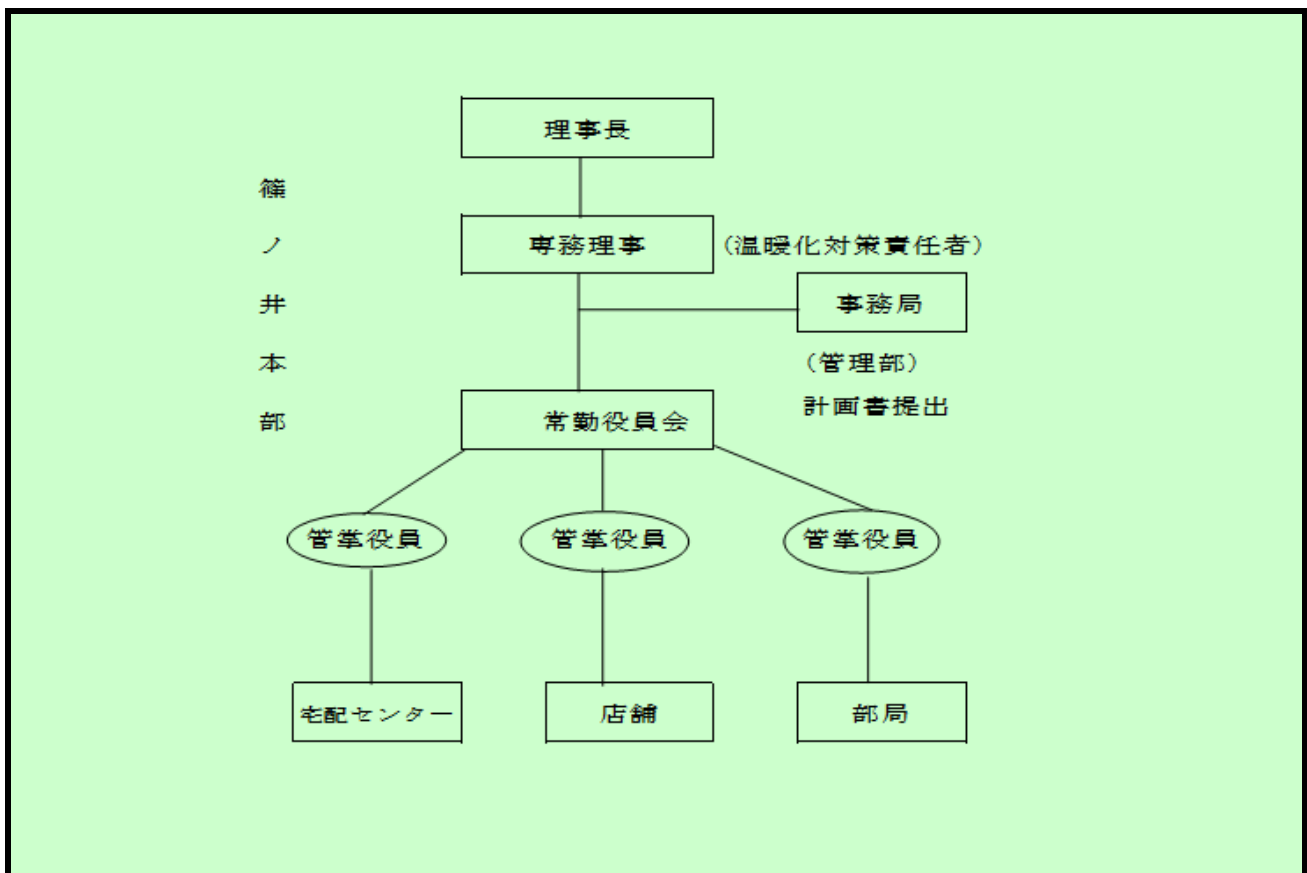 理事長
篠ノ井本部
専務理事
(温暖化対策責任者)
事務局
(管理部)
計画書提出
常勤役員会
管掌役員
管掌役員
管掌役員
宅配センター
店舗
部局